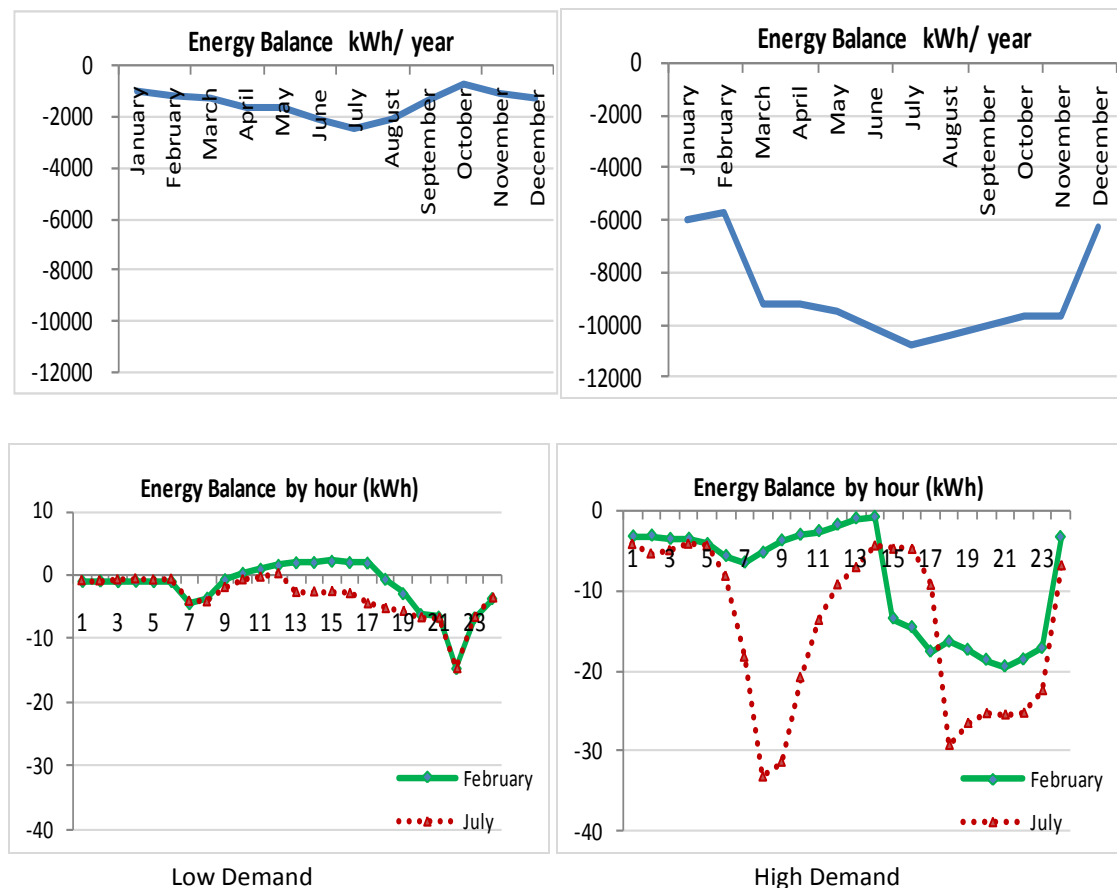 Energy Balance kWh/ year
0
-2000
-4000
-6000
-8000
-10000
-12000
January
February
March
April
May
June
July
August
September
October
November
December
Energy Balance kWh/ year
0
-2000
-4000
-6000
-8000
-10000
-12000
January
February
March
April
May
June
July
August
September
October
November
December
Energy Balance by hour (kWh)
10
0
-10
-20
-30
-40
1 3 5 7 9 11 13 15 17 19 21 23
February
July
Energy Balance by hour (kWh)
0
-10
-20
-30
-40
1 3 5 7 9 11 13 15 17 19 21 23
February
July
Low Demand
High Demand